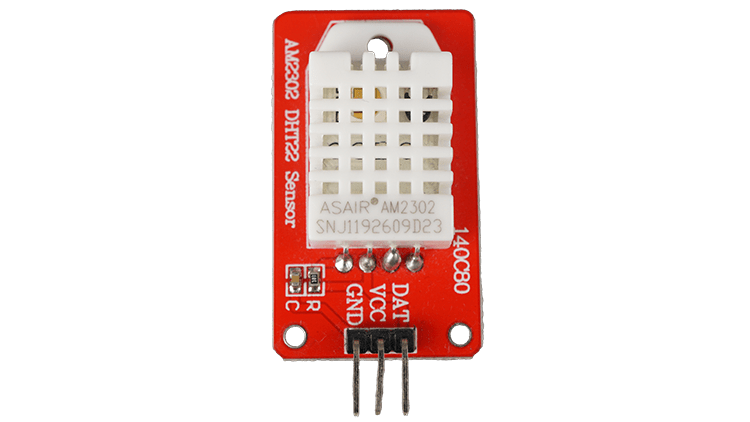 AM2302 DHT22 Sensor
ASAIR® AM2302
SNJ1192609D23
140C80
C
R
GND
VCC
DAT